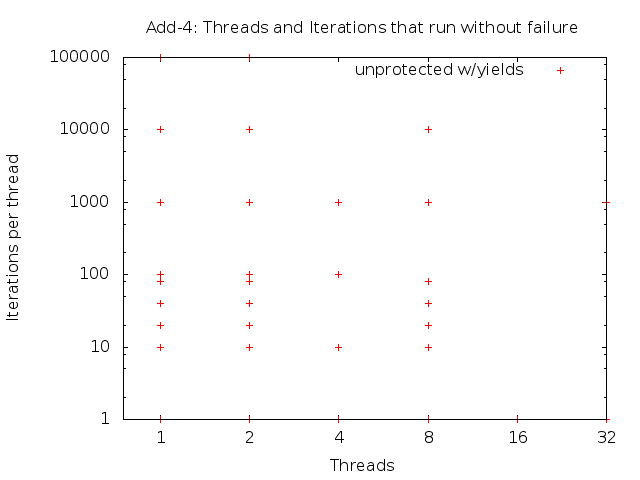 Add-4: Threads and Iterations that run without failure
unprotected w/yields
100000
10000
1000
100
10
1
Iterations per thread
1 2 4 8 16 32
Threads